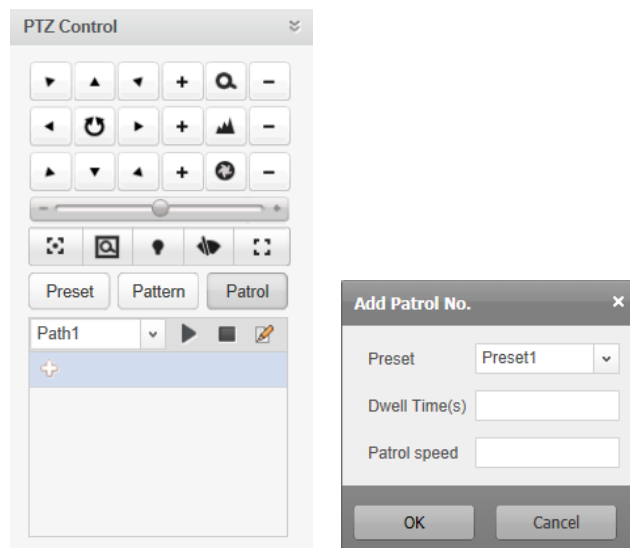 PTZ Control
Preset Pattern Patrol
Path1
Add Patrol No.
Preset Preset1
Dwell Time(s)
Patrol speed
OK Cancel